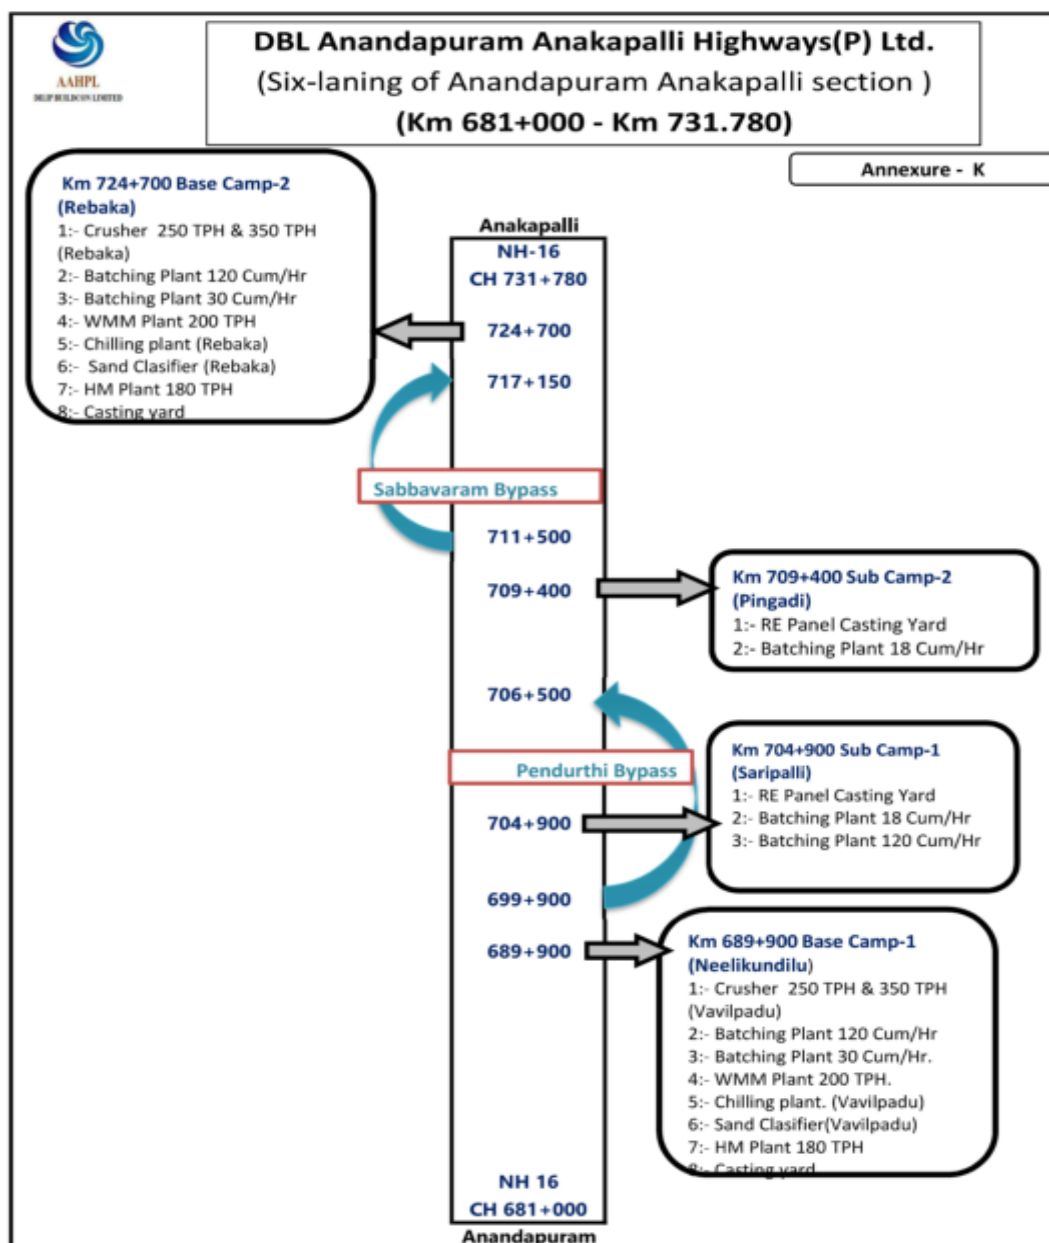 AAHPL
DILIP BUILDCON LIMITED
DBL Anandapuram Anakapalli Highways(P) Ltd.
(Six-laning of Anandapuram Anakapalli section )
(Km 681+000 - Km 731.780)
Annexure - K
Km 724+700 Base Camp-2
(Rebaka)
1:- Crusher 250 TPH & 350 TPH
(Rebaka)
2:- Batching Plant 120 Cum/Hr
3:- Batching Plant 30 Cum/Hr
4:- WMM Plant 200 TPH
5:- Chilling plant (Rebaka)
6:- Sand Clasifier (Rebaka)
7:- HM Plant 180 TPH
8:- Casting yard
Anakapalli
NH-16
CH 731+780
724+700
717+150
Sabbavaram Bypass
711+500
709+400
Km 709+400 Sub Camp-2
(Pingadi)
1:- RE Panel Casting Yard
2:- Batching Plant 18 Cum/Hr
706+500
Pendurthi Bypass
704+900
Km 704+900 Sub Camp-1
(Saripalli)
1:- RE Panel Casting Yard
2:- Batching Plant 18 Cum/Hr
3:- Batching Plant 120 Cum/Hr
699+900
689+900
Km 689+900 Base Camp-1
(Neelikundilu)
1:- Crusher 250 TPH & 350 TPH
(Vavilpadu)
2:- Batching Plant 120 Cum/Hr
3:- Batching Plant 30 Cum/Hr.
4:- WMM Plant 200 TPH.
5:- Chilling plant. (Vavilpadu)
6:- Sand Clasifier(Vavilpadu)
7:- HM Plant 180 TPH
8:- Casting yard
NH 16
CH 681+000
Anandapuram